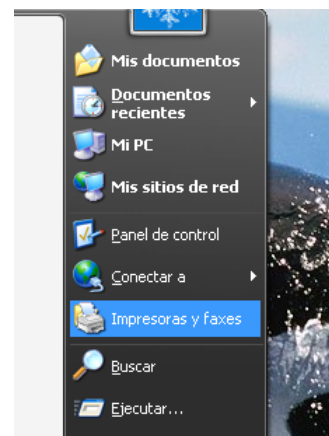 Mis documentos
Documentos
recientes
Mi PC
Mis sitios de red
Panel de control
Conectar a
Impresoras y faxes
Buscar
Ejecutar...